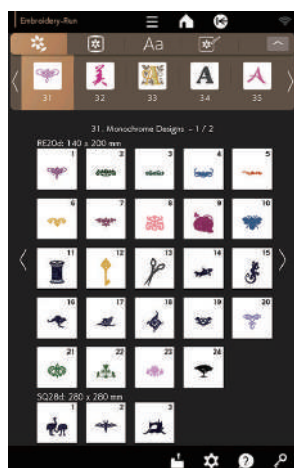 Embroidery-Run
Aa
A A
31 32 33 34 35
31. Monochrome Designs - 1 / 2
RE20d: 140 x 200 mm
1 2 3 4 5
6 7 8 9 10
11 12 13 14 15
16 17 18 19 20
21 22 23 24
SQ28d: 280 x 280 mm
1 2 3
?